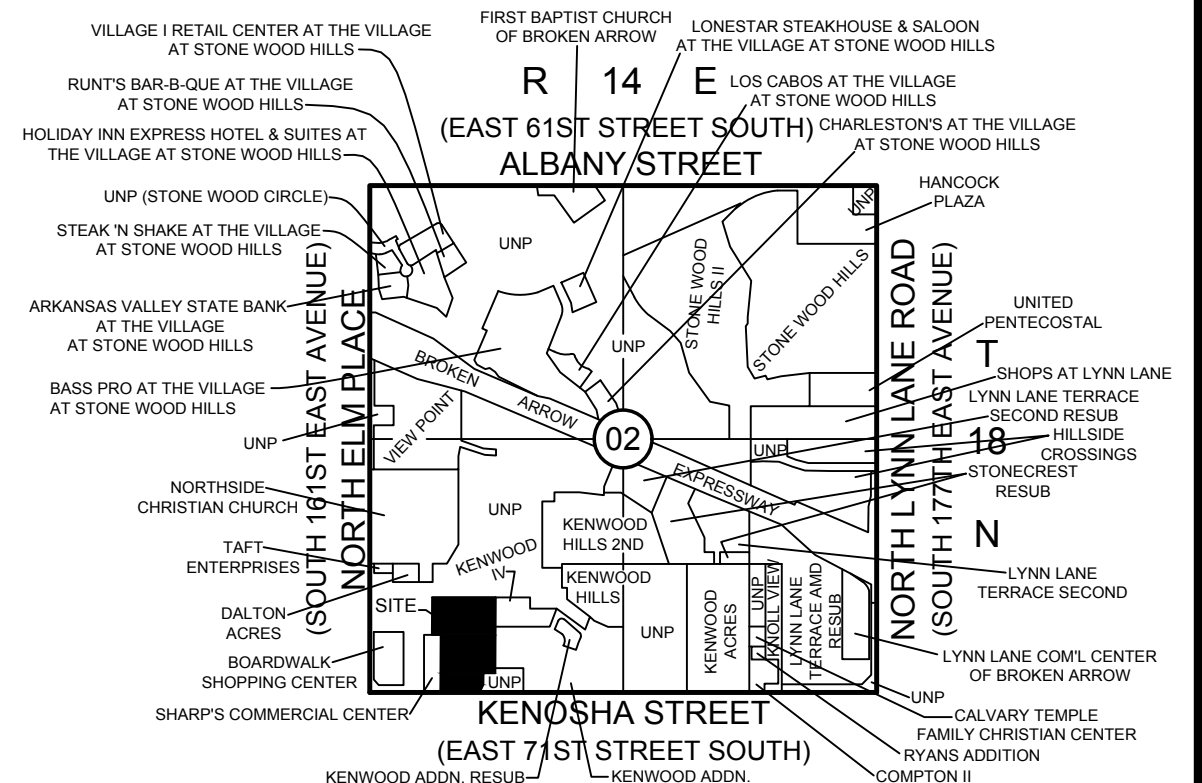 VILLAGE I RETAIL CENTER AT THE VILLAGE
AT STONE WOOD HILLS
FIRST BAPTIST CHURCH
OF BROKEN ARROW
LONESTAR STEAKHOUSE & SALOON
AT THE VILLAGE AT STONE WOOD HILLS
RUNT'S BAR-B-QUE AT THE VILLAGE
AT STONE WOOD HILLS
R 14 E
LOS CABOS AT THE VILLAGE
AT STONE WOOD HILLS
HOLIDAY INN EXPRESS HOTEL & SUITES AT
THE VILLAGE AT STONE WOOD HILLS
(EAST 61ST STREET SOUTH)
ALBANY STREET
CHARLESTON'S AT THE VILLAGE
AT STONE WOOD HILLS
UNP (STONE WOOD CIRCLE)
HANCOCK
PLAZA
STEAK 'N SHAKE AT THE VILLAGE
AT STONE WOOD HILLS
ARKANSAS VALLEY STATE BANK
AT THE VILLAGE
AT STONE WOOD HILLS
BASS PRO AT THE VILLAGE
AT STONE WOOD HILLS
UNP
NORTHSIDE
CHRISTIAN CHURCH
TAFT
ENTERPRISES
DALTON
ACRES
SITE
BOARDWALK
SHOPPING CENTER
SHARP'S COMMERCIAL CENTER
(SOUTH 161ST EAST AVENUE)
NORTH ELM PLACE
UNP
UNP
UNP
STONE WOOD
HILLS II
STONE WOOD HILLS
BROKEN
ARROW
EXPRESSWAY
VIEW POINT
02
UNP
UNP
KENWOOD
HILLS 2ND
KENWOOD
IV
KENWOOD
HILLS
UNP
KENWOOD
ACRES
UNP
KNOLL VIEW
LYNN LANE
TERRACE AMD
RESUB
UNP
NORTH LYNN LANE ROAD
(SOUTH 177TH EAST AVENUE)
UNITED
PENTECOSTAL
T
SHOPS AT LYNN LANE
LYNN LANE TERRACE
SECOND RESUB
18
HILLSIDE
CROSSINGS
STONECREST
RESUB
N
LYNN LANE
TERRACE SECOND
LYNN LANE COM'L CENTER
OF BROKEN ARROW
UNP
CALVARY TEMPLE
FAMILY CHRISTIAN CENTER
RYANS ADDITION
COMPTON II
KENOSHA STREET
(EAST 71ST STREET SOUTH)
KENWOOD ADDN. RESUB
KENWOOD ADDN.